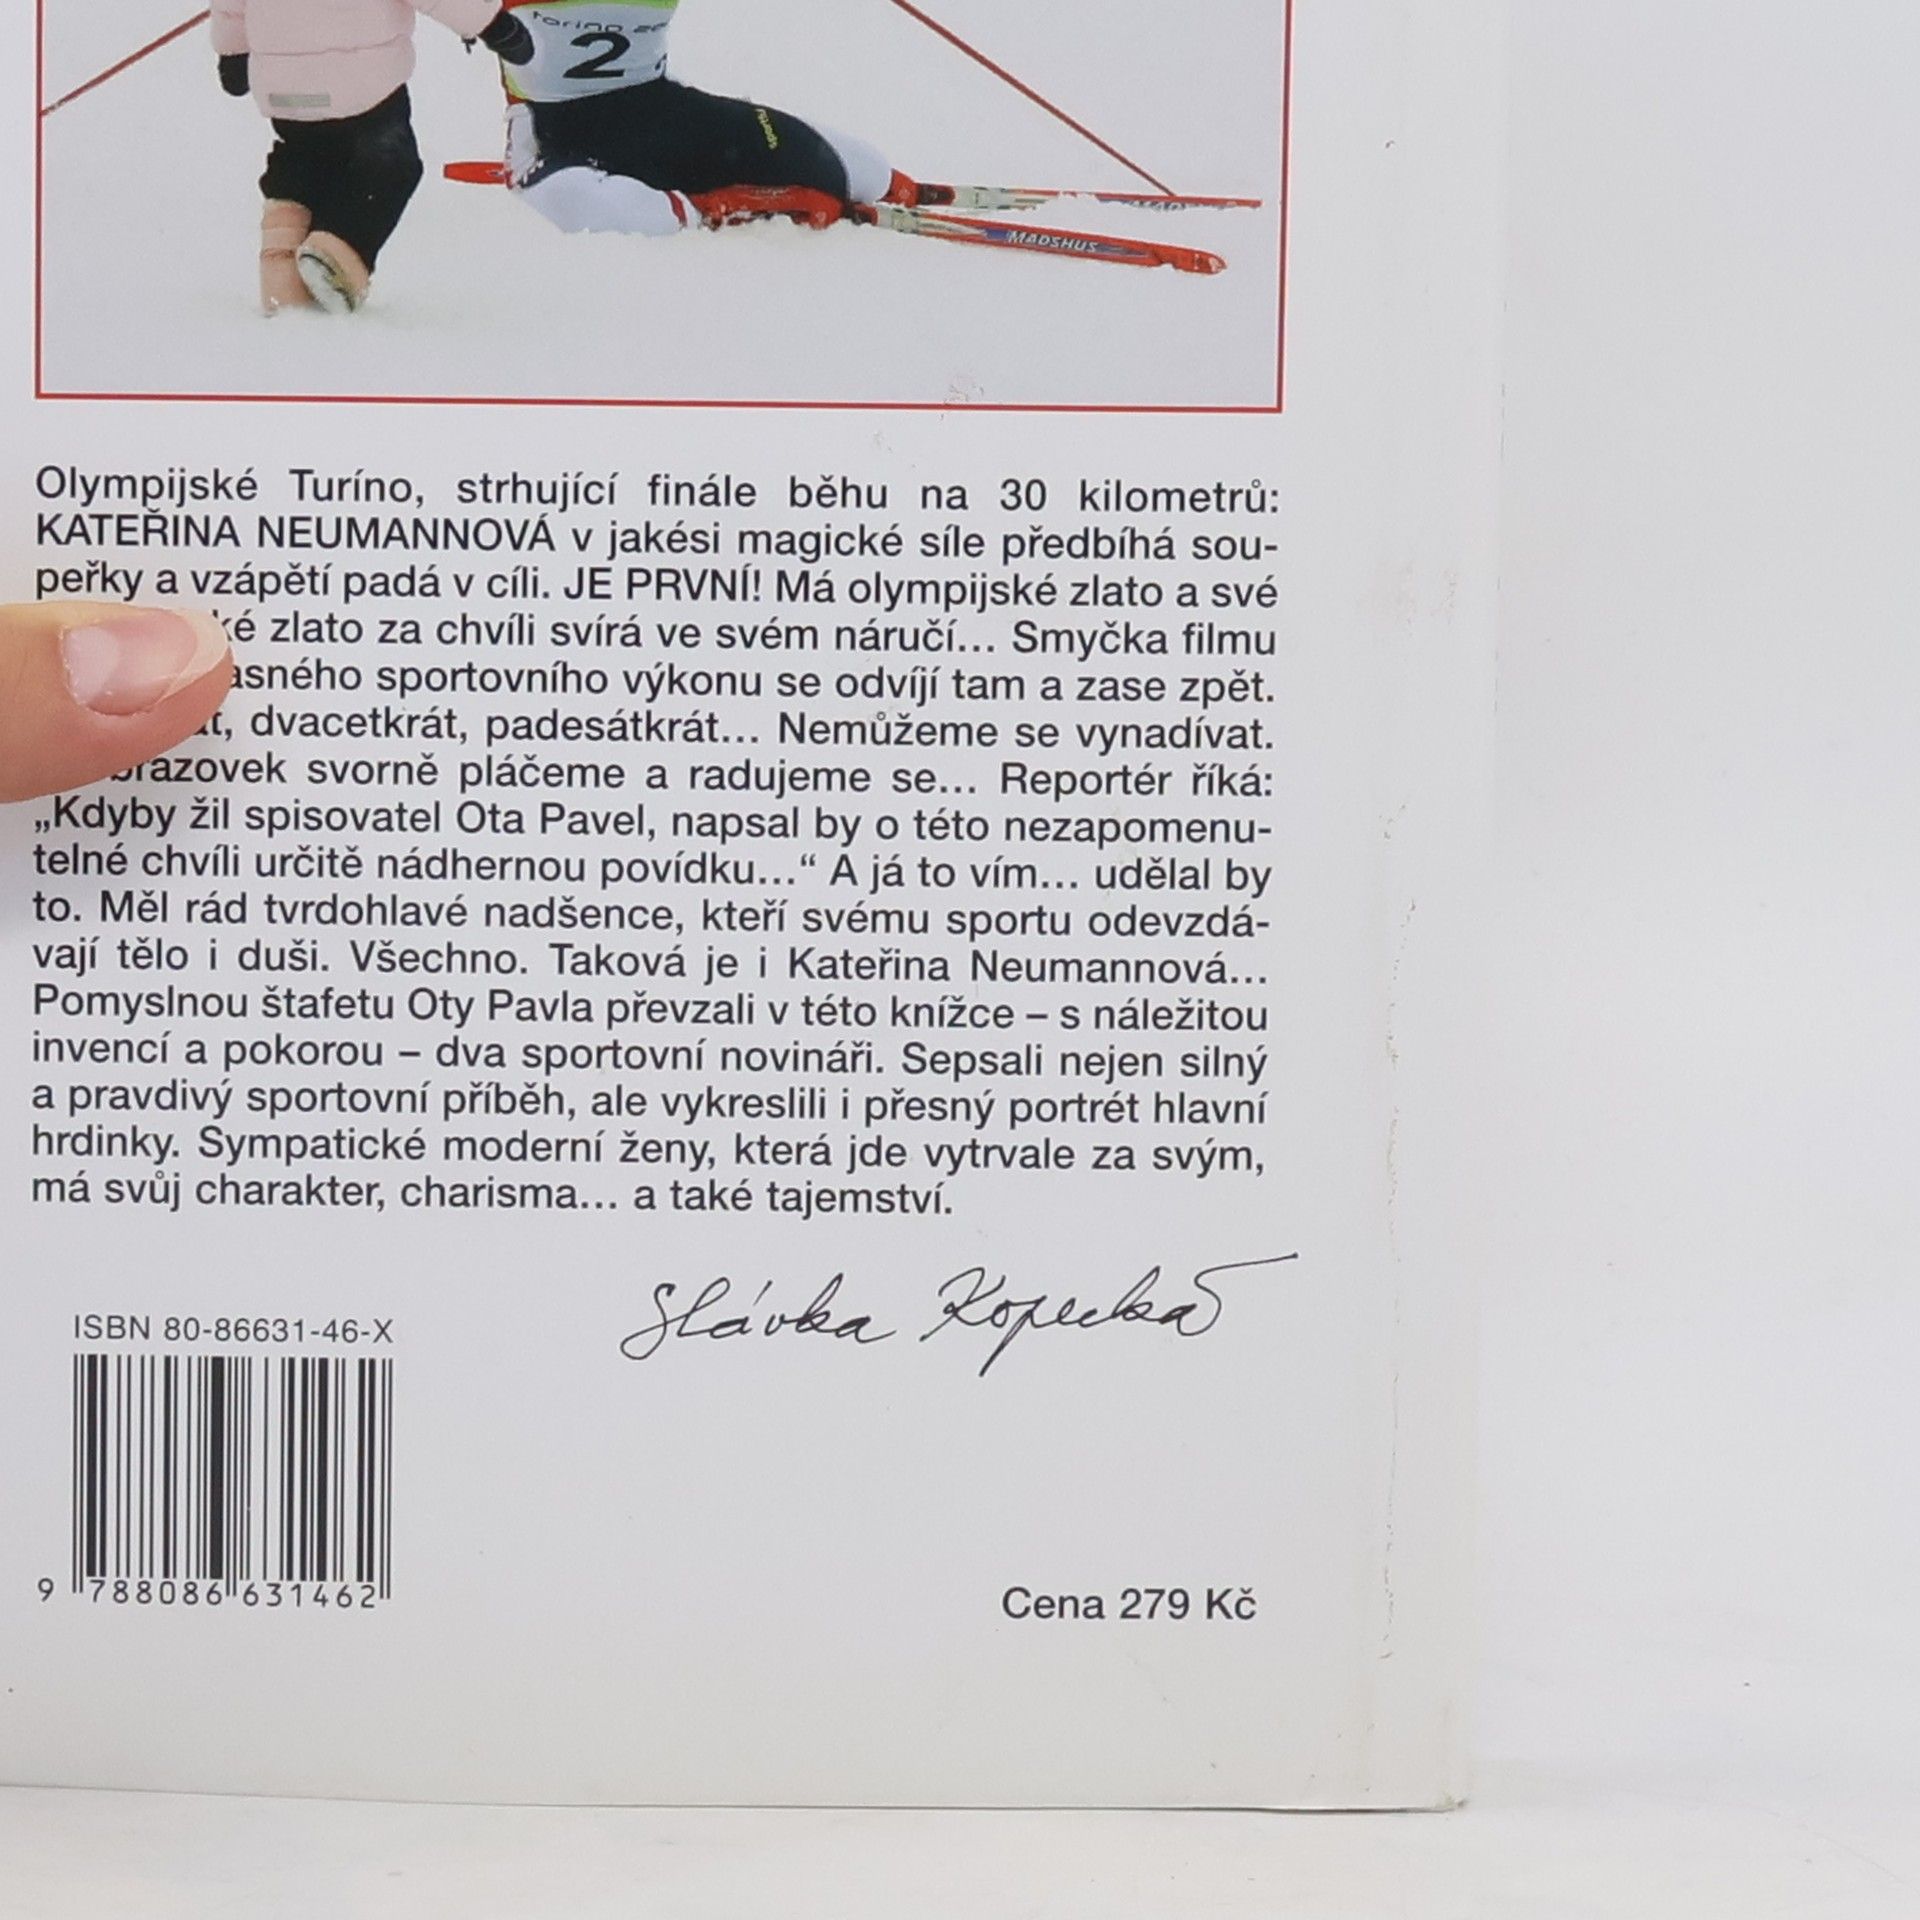 torino
2
sportful
MADSHUS
Olympijské Turíno, strhující finále běhu na 30 kilometrů:
KATEŘINA NEUMANNOVÁ v jakési magické síle předbíhá sou-
peřky a vzápětí padá v cíli. JE PRVNÍ! Má olympijské zlato a své
zlato za chvíli svírá ve svém náručí... Smyčka filmu
sportovního výkonu se odvíjí tam a zase zpět.
dvacetkrát, padesátkrát... Nemůžeme se vynadívat.
svorně pláčeme a radujeme se... Reportér říká:
„Kdyby žil spisovatel Ota Pavel, napsal by o této nezapomenu-
telné chvíli určitě nádhernou povídku...“ A já to vím... udělal by
to. Měl rád tvrdohlavé nadšence, kteří svému sportu odevzdá-
vají tělo i duši. Všechno. Taková je i Kateřina Neumannová...
Pomyslnou štafetu Oty Pavla převzali v této knížce – s náležitou
invencí a pokorou – dva sportovní novináři. Sepsali nejen silný
a pravdivý sportovní příběh, ale vykreslili i přesný portrét hlavní
hrdinky. Sympatické moderní ženy, která jde vytrvale za svým,
má svůj charakter, charisma... a také tajemství.
Slávka Kopecká
ISBN 80-86631-46-X
9 788086 631462
Cena 279 Kč